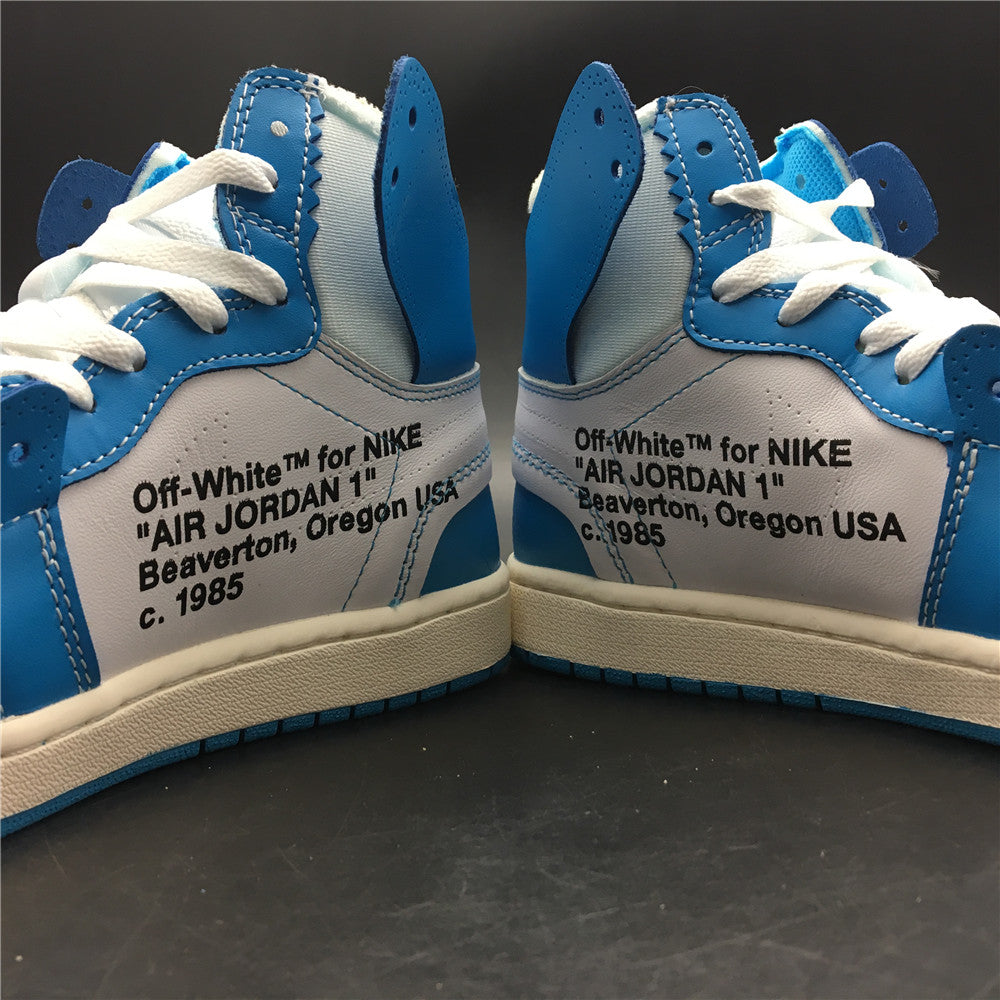 Off-White™ for NIKE
"AIR JORDAN 1"
Beaverton, Oregon USA
c. 1985
Off-White™ for NIKE
"AIR JORDAN 1"
Beaverton, Oregon USA
c. 1985